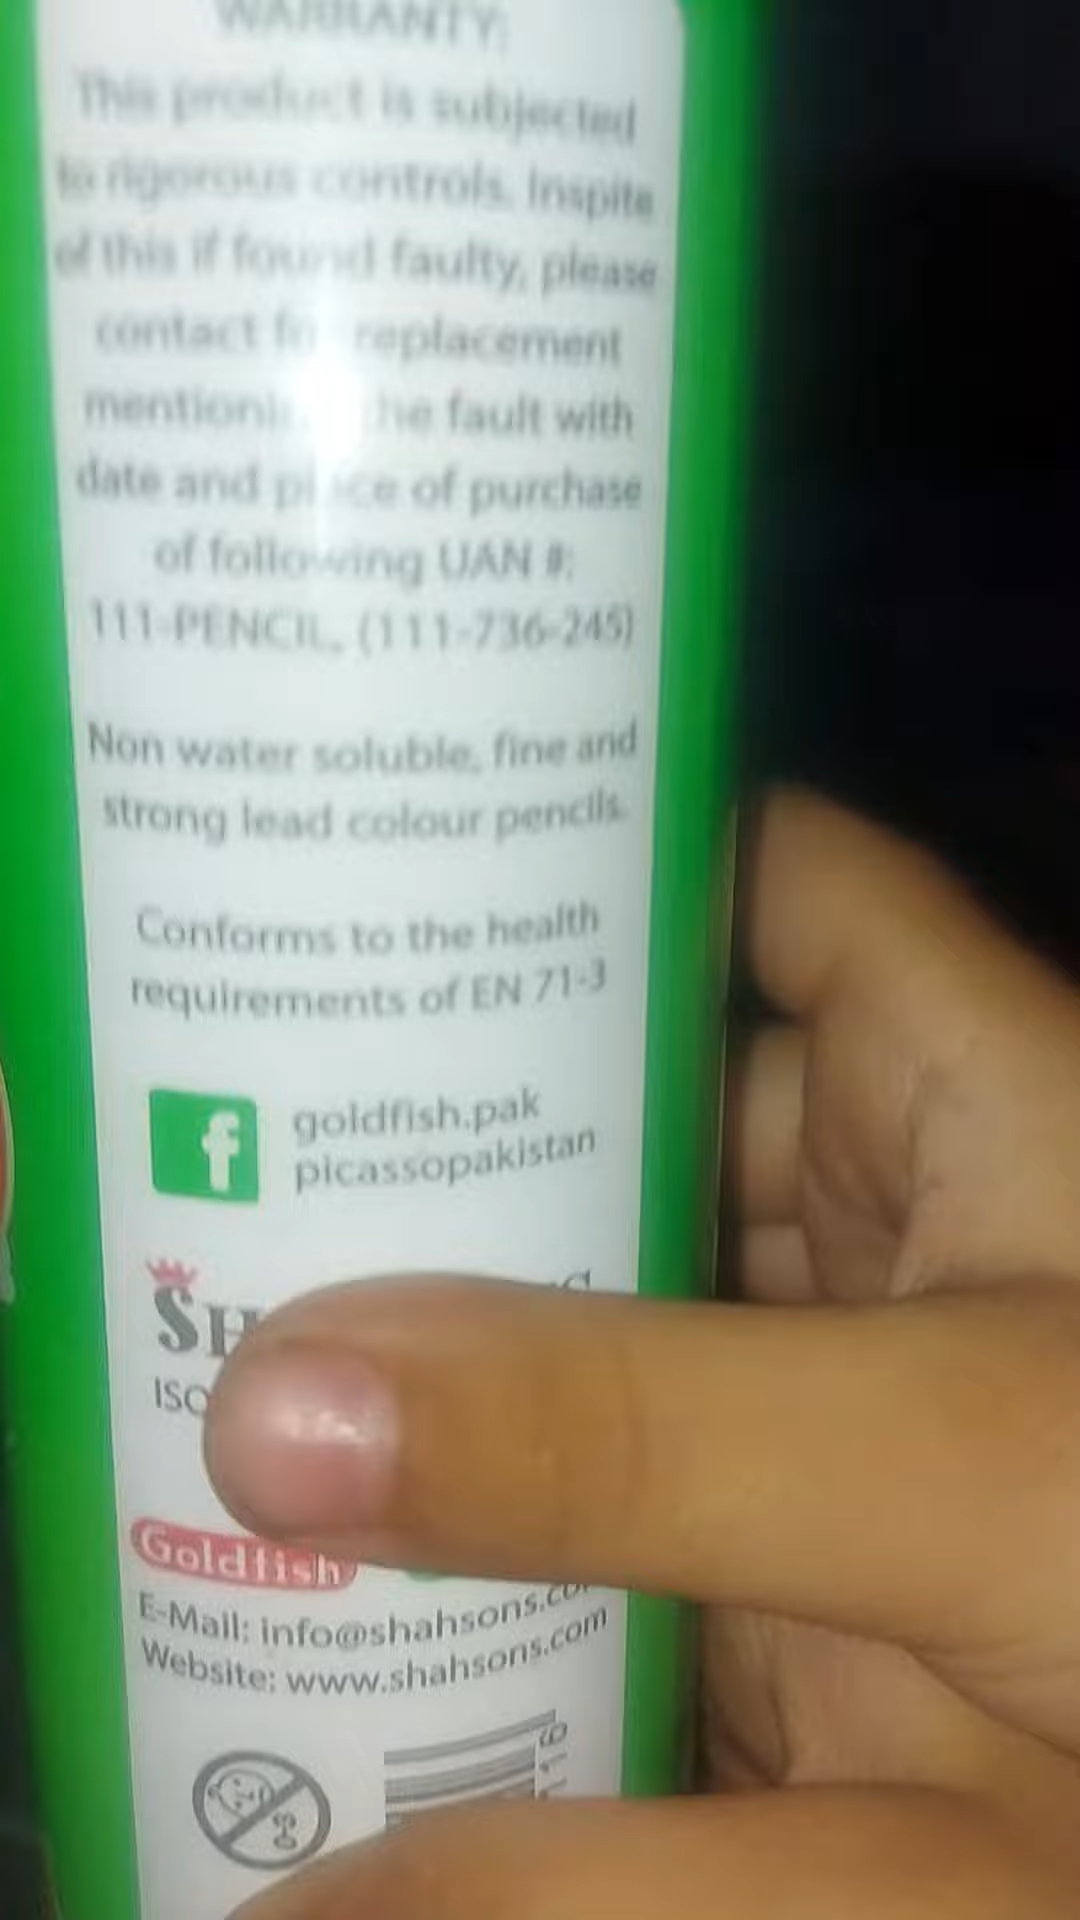 WARRANTY:
This product is subjected
to rigorous controls. Inspite
of this if found faulty, please
contact replacement
the fault with
date and place of purchase
of following UAN #:
111-PENCIL, (111-736-245)
Non water soluble, fine and
strong lead colour pencils.
Conforms to the health
requirements of EN 71-3
f
goldfish.pak
picassopakistan
ISO
Goldfish
E-Mail: info@shahsons.com
Website: www.shahsons.com
0-3